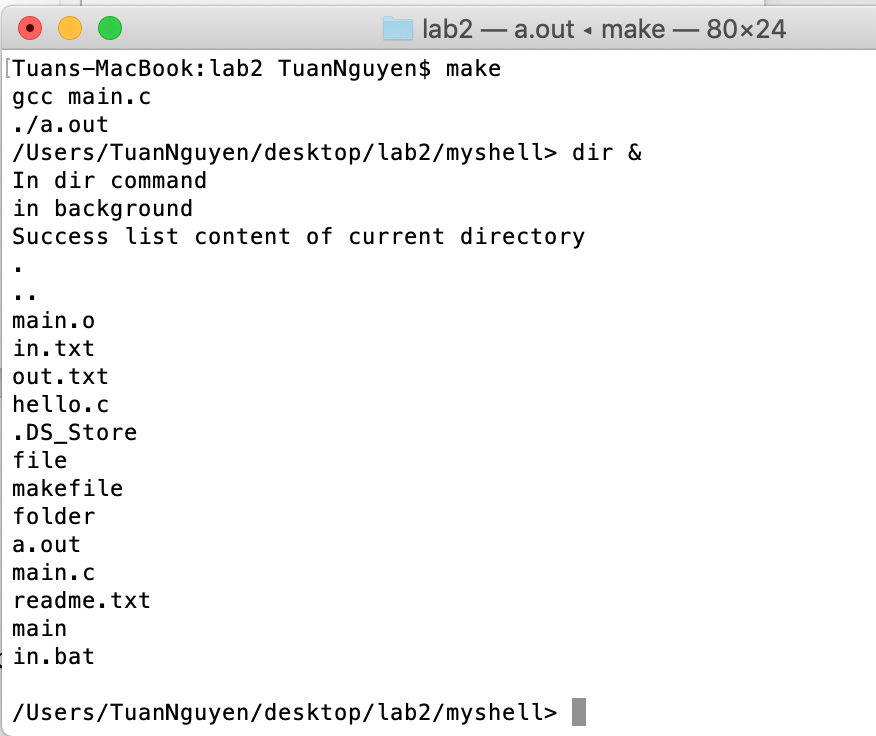 lab2 — a.out ◂ make — 80×24
[Tuans-MacBook:lab2 TuanNguyen$ make
gcc main.c
./a.out
/Users/TuanNguyen/desktop/lab2/myshell> dir &
In dir command
in background
Success list content of current directory
.
..
main.o
in.txt
out.txt
hello.c
.DS_Store
file
makefile
folder
a.out
main.c
readme.txt
main
in.bat
/Users/TuanNguyen/desktop/lab2/myshell>